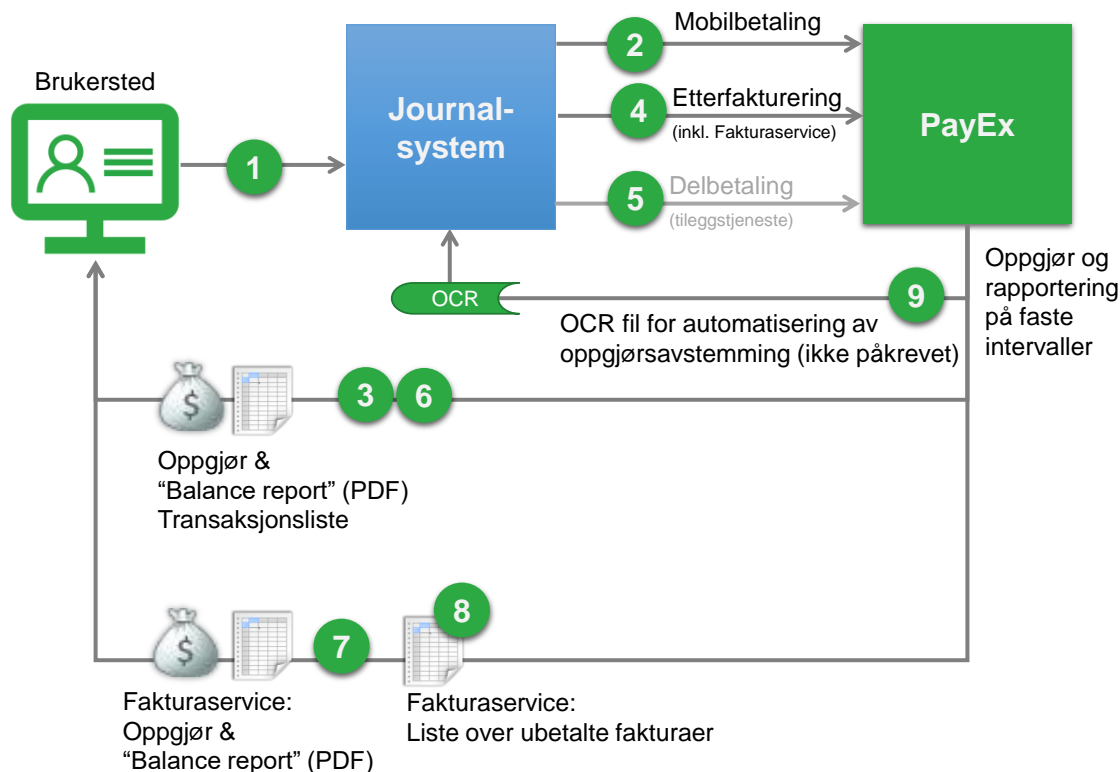 Brukersted
1
Journal-
system
2
Mobilbetaling
4
Etterfakturering
(inkl. Fakturaservice)
5
Delbetaling
(tileggstjeneste)
PayEx
OCR
9
OCR fil for automatisering av
oppgjørsavstemming (ikke påkrevet)
Oppgjør og
rapportering
på faste
intervaller
$
3
6
Oppgjør &
“Balance report” (PDF)
Transaksjonsliste
$
7
8
Fakturaservice:
Oppgjør &
“Balance report” (PDF)
Fakturaservice:
Liste over ubetalte fakturaer